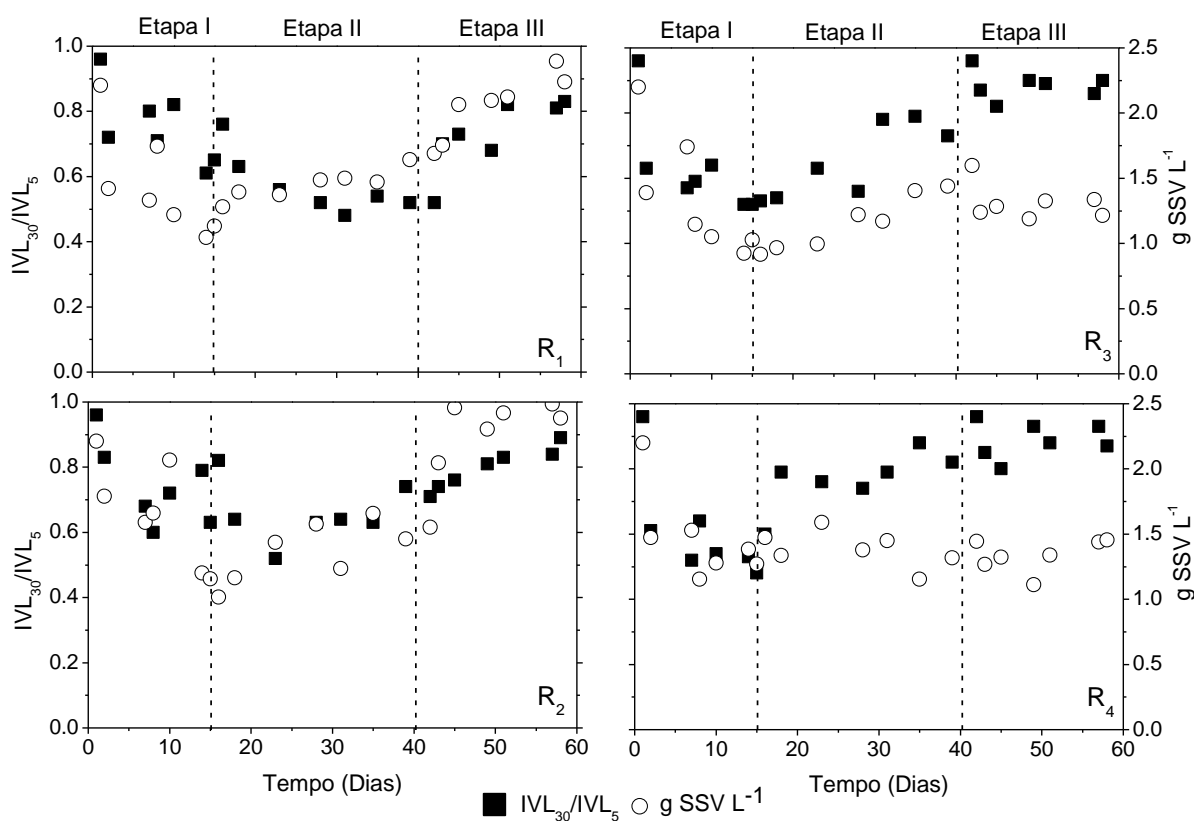 Etapa I Etapa II Etapa III
Etapa I Etapa II Etapa III
1.0
0.8
0.6
0.4
0.2
0.0
IVL30/IVL5
R1
2.5
2.0
1.5
1.0
0.5
0.0
g SSV L-1
R3
1.0
0.8
0.6
0.4
0.2
0.0
IVL30/IVL5
R2
0 10 20 30 40 50 60
Tempo (Dias)
2.5
2.0
1.5
1.0
0.5
0.0
g SSV L-1
R4
0 10 20 30 40 50 60
Tempo (Dias)
IVL30/IVL5 g SSV L-1